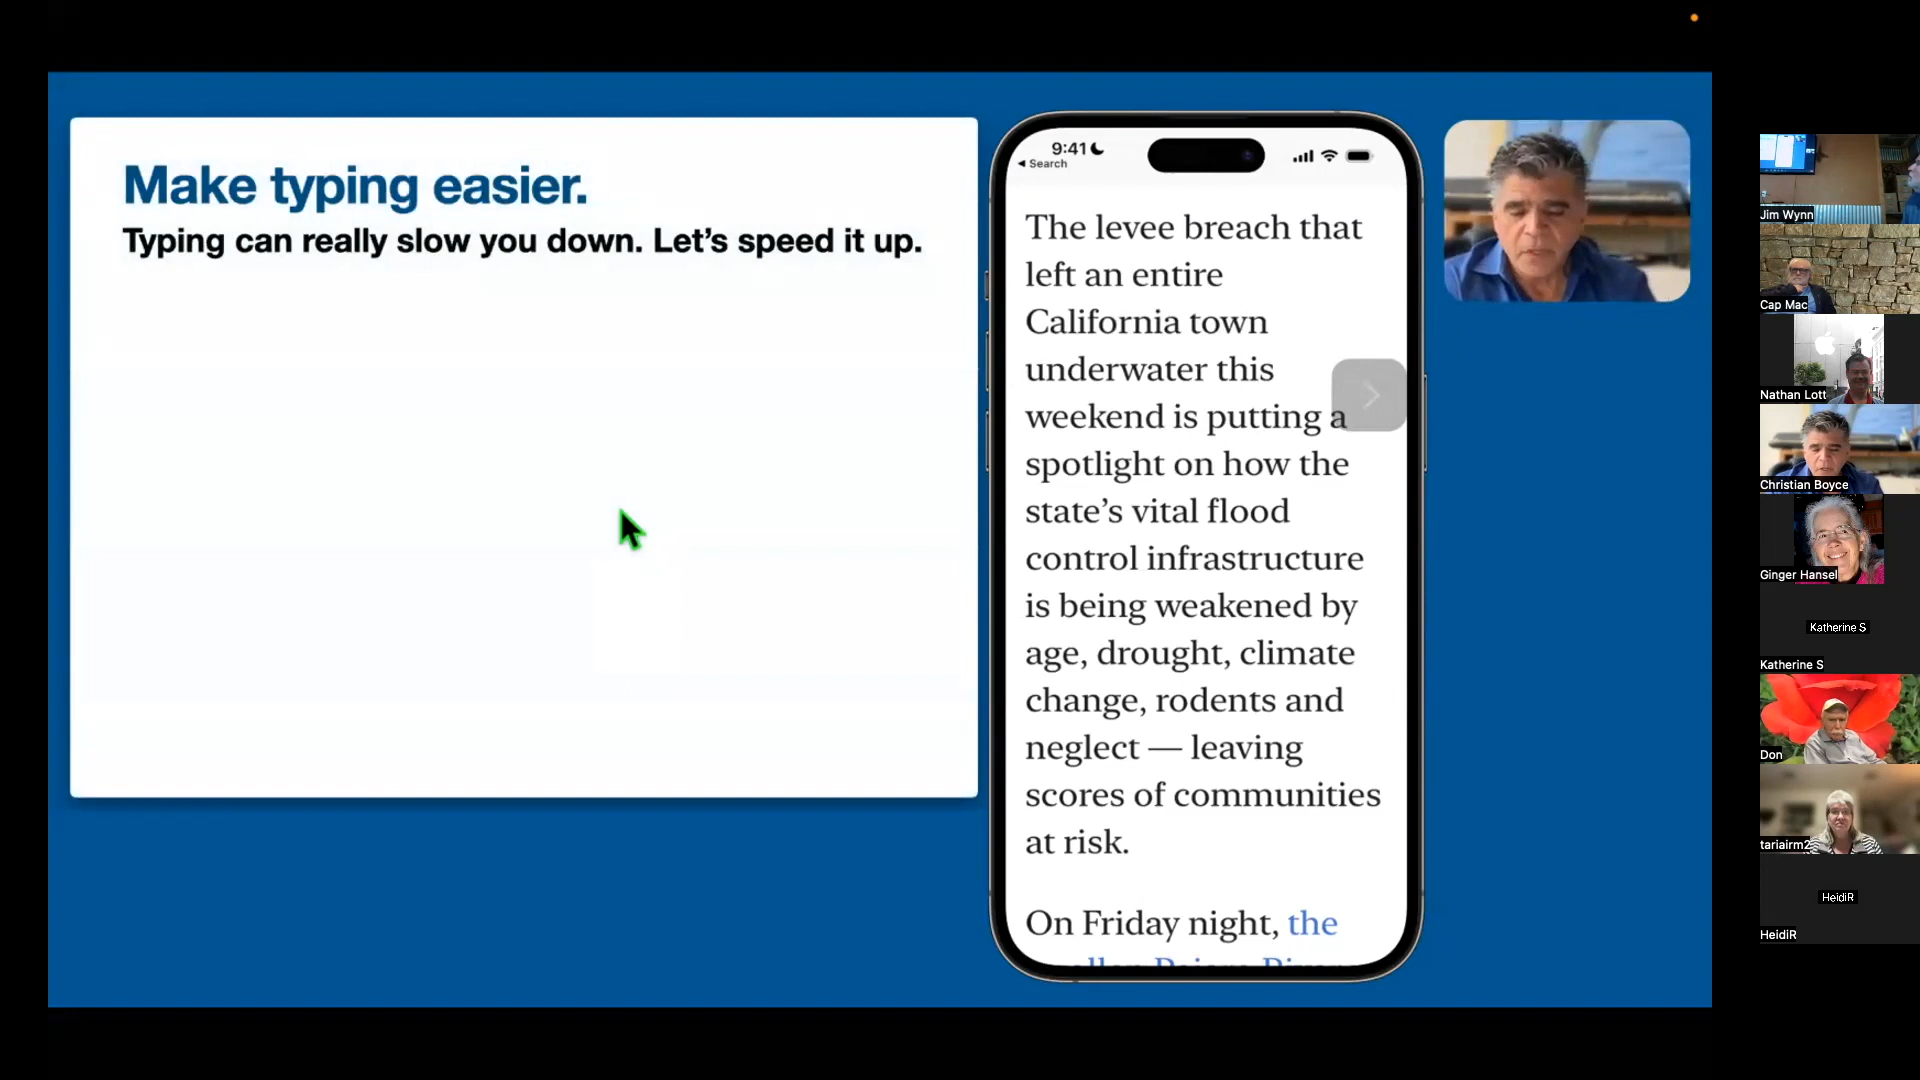 Make typing easier.
Typing can really slow you down. Let's speed it up.
9:41
◀ Search
The levee breach that
left an entire
California town
underwater this
weekend is putting a
spotlight on how the
state’s vital flood
control infrastructure
is being weakened by
age, drought, climate
change, rodents and
neglect — leaving
scores of communities
at risk.
On Friday night, the
Jim Wynn
Cap Mac
Nathan Lott
Christian Boyce
Ginger Hansel
Katherine S
Katherine S
Don
tariairm2
HeidiR
HeidiR